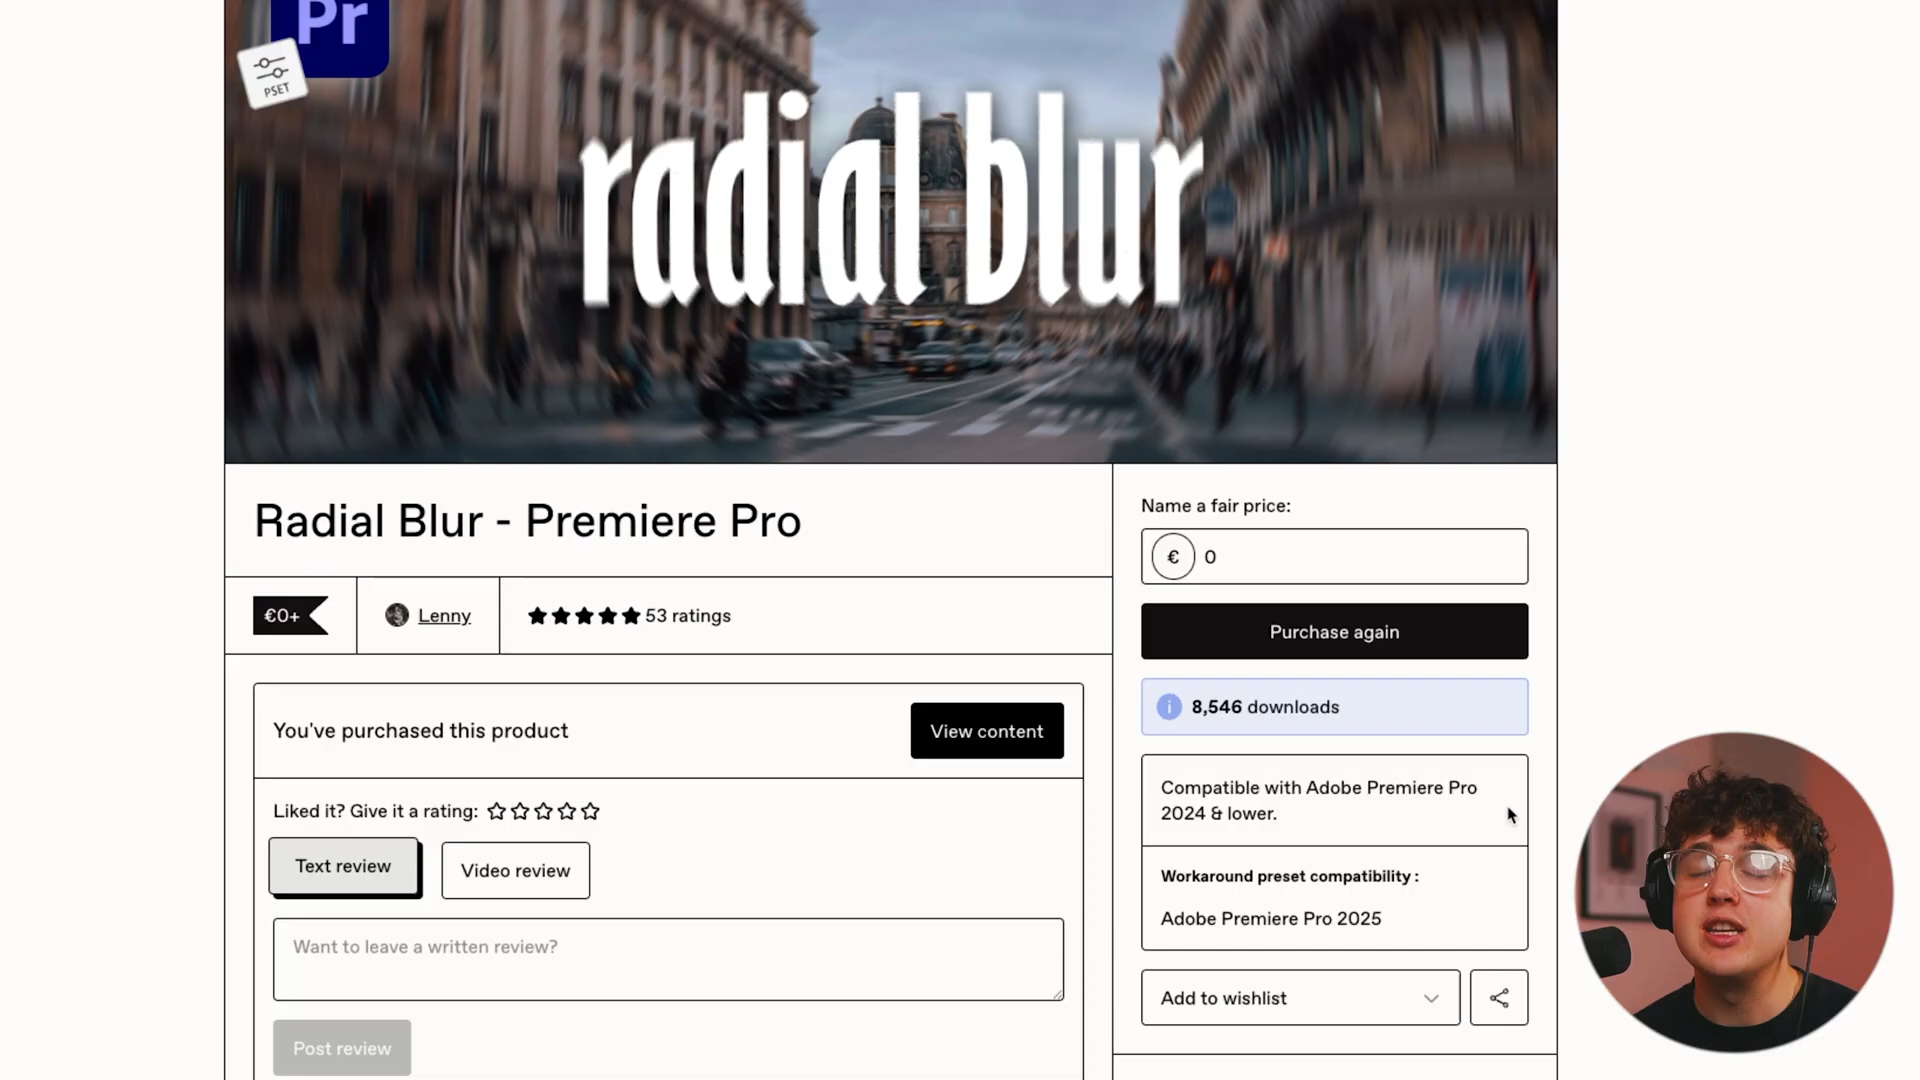 Pr
PSET
radial blur
Radial Blur - Premiere Pro
€0+
Lenny
53 ratings
You've purchased this product
View content
Liked it? Give it a rating:
Text review
Video review
Want to leave a written review?
Post review
Name a fair price:
€ 0
Purchase again
8,546 downloads
Compatible with Adobe Premiere Pro
2024 & lower.
Workaround preset compatibility :
Adobe Premiere Pro 2025
Add to wishlist